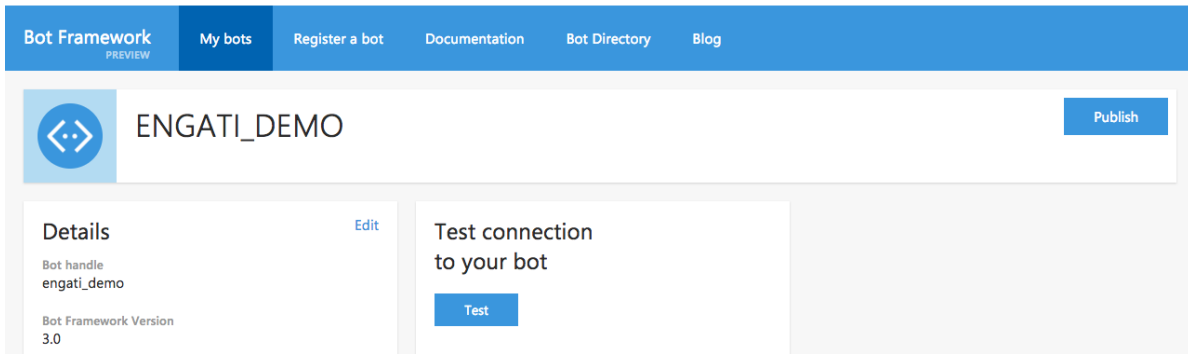 Bot Framework
PREVIEW
My bots
Register a bot
Documentation
Bot Directory
Blog
ENGATI_DEMO
Publish
Details
Edit
Bot handle
engati_demo
Bot Framework Version
3.0
Test connection
to your bot
Test